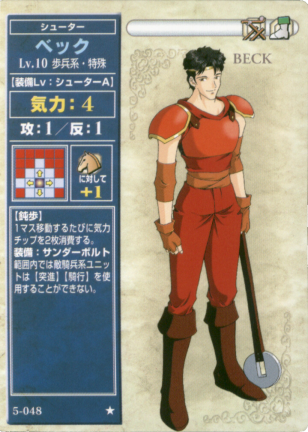 シューター
ベック
Lv.10 歩兵系・特殊
【装備Lv:シューターA】
気力:4
攻:1/反:1
に対して
+1
【鈍歩】
1マス移動するたびに気力
チップを2枚消費する。
装備:サンダーボルト
範囲内では敵騎兵系ユニッ
トは【突進】【騎行】を使
用することができない。
5-048 ★
BECK